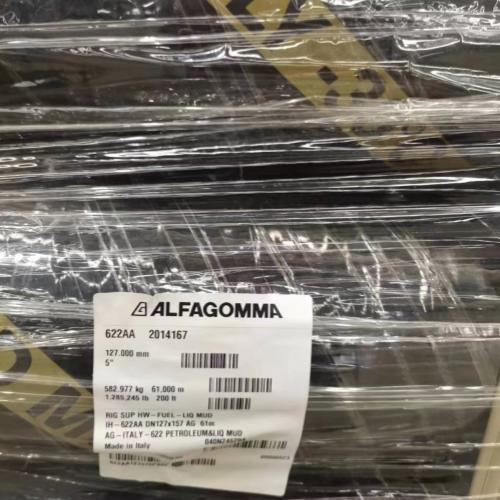 ALFAGOMMA
622AA 2014167
127.000 mm
5"
582.977 kg 61.000 m
1.285,245 lb 200 ft
RIG SUP HW-FUEL-LIQ MUD
IH-622AA DN127x157 AG 61m
AG-ITALY-622 PETROLEUM&LIQ MUD
Made in Italy